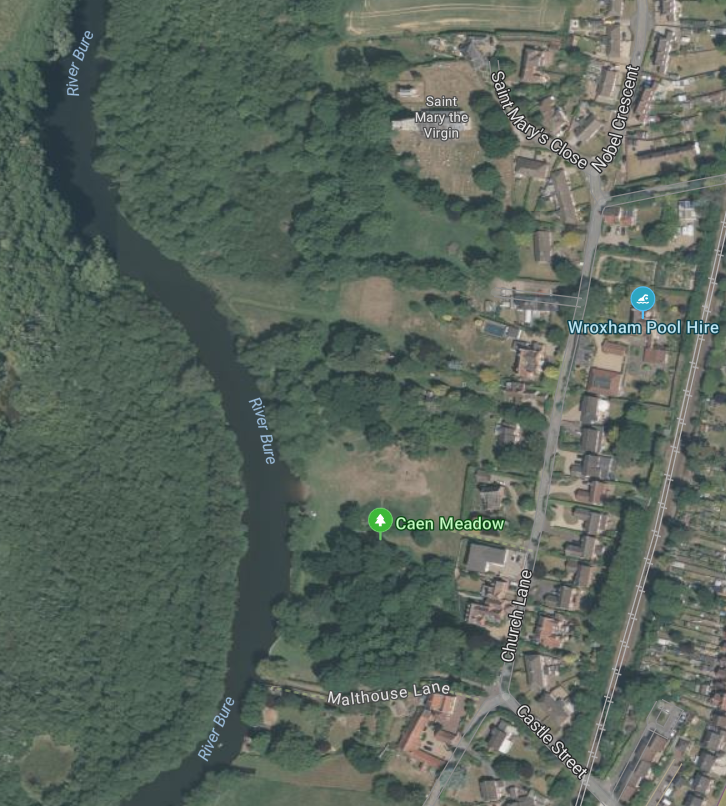 River Bure
Saint
Mary the
Virgin
Saint Mary's Close
Nobel Crescent
Wroxham Pool Hire
River Bure
Caen Meadow
Church Lane
Malthouse Lane
River Bure
Castle Street